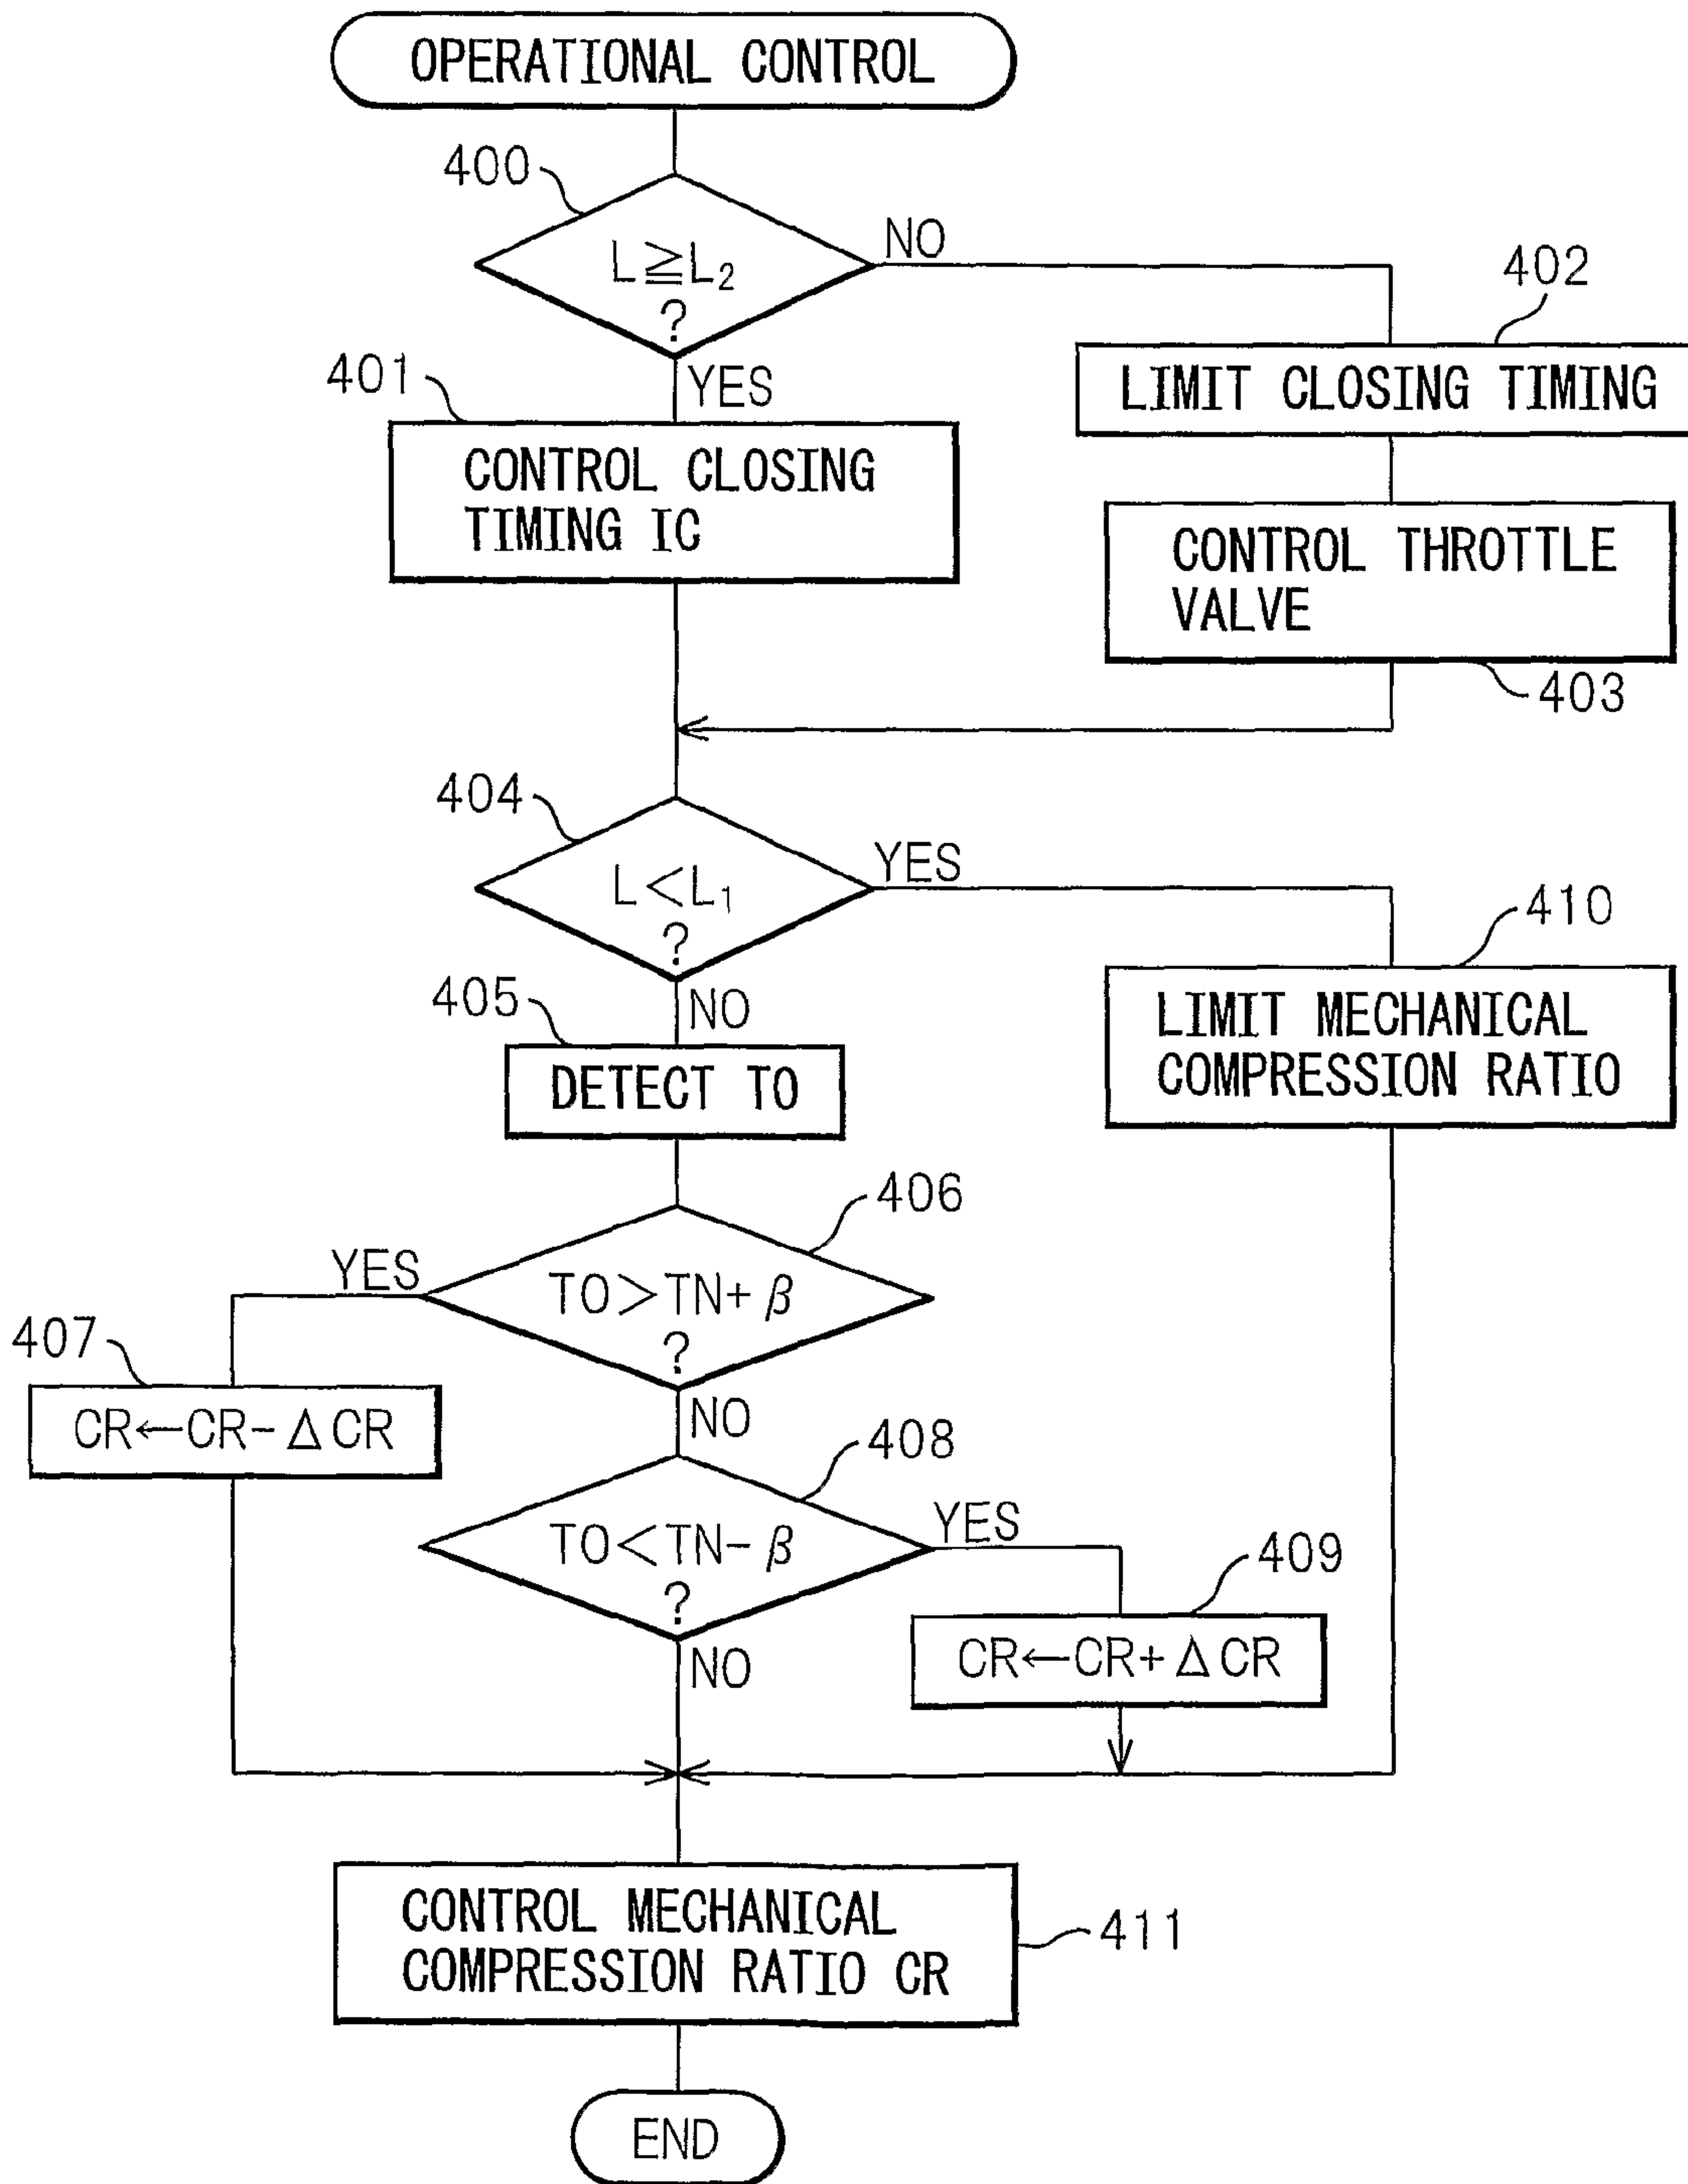 OPERATIONAL CONTROL
400
L≧L₂
?
NO
YES
402
LIMIT CLOSING TIMING
401
CONTROL CLOSING
TIMING IC
CONTROL THROTTLE
VALVE
403
404
L<L₁
?
YES
NO
410
LIMIT MECHANICAL
COMPRESSION RATIO
405
DETECT TO
406
TO>TN+β
?
YES
NO
407
CR←CR-ΔCR
408
TO<TN-β
?
YES
NO
409
CR←CR+ΔCR
CONTROL MECHANICAL
COMPRESSION RATIO CR
411
END